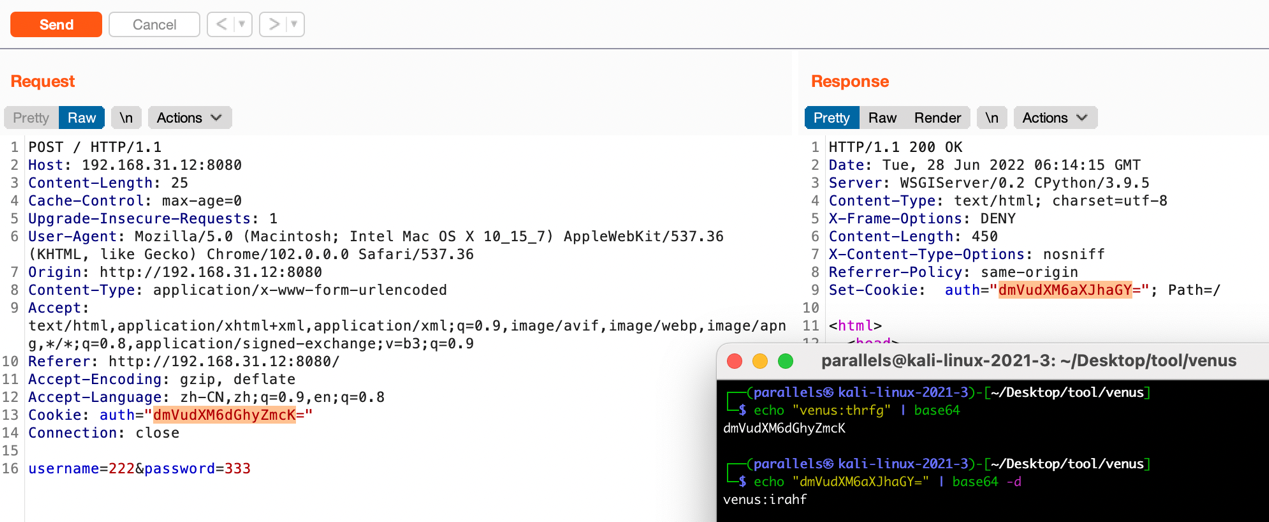 Send
Cancel
< ▼
> ▼
Request
Pretty
Raw
\n
Actions
1 POST / HTTP/1.1
2 Host: 192.168.31.12:8080
3 Content-Length: 25
4 Cache-Control: max-age=0
5 Upgrade-Insecure-Requests: 1
6 User-Agent: Mozilla/5.0 (Macintosh; Intel Mac OS X 10_15_7) AppleWebKit/537.36
(KHTML, like Gecko) Chrome/102.0.0.0 Safari/537.36
7 Origin: http://192.168.31.12:8080
8 Content-Type: application/x-www-form-urlencoded
9 Accept:
text/html,application/xhtml+xml,application/xml;q=0.9,image/avif,image/webp,image/apn
g,*/*;q=0.8,application/signed-exchange;v=b3;q=0.9
10 Referer: http://192.168.31.12:8080/
11 Accept-Encoding: gzip, deflate
12 Accept-Language: zh-CN,zh;q=0.9,en;q=0.8
13 Cookie: auth="dmVudXM6dGhyZmcK="
14 Connection: close
15
16 username=222&password=333
Response
Pretty
Raw
Render
\n
Actions
1 HTTP/1.1 200 OK
2 Date: Tue, 28 Jun 2022 06:14:15 GMT
3 Server: WSGIServer/0.2 CPython/3.9.5
4 Content-Type: text/html; charset=utf-8
5 X-Frame-Options: DENY
6 Content-Length: 450
7 X-Content-Type-Options: nosniff
8 Referrer-Policy: same-origin
9 Set-Cookie:  auth="dmVudXM6aXJhaGY="; Path=/
10
11 <html>
12 <head>
parallels@kali-linux-2021-3: ~/Desktop/tool/venus
┌──(parallels㉿kali-linux-2021-3)-[~/Desktop/tool/venus]
└─$ echo "venus:thrfg" | base64
dmVudXM6dGhyZmcK
┌──(parallels㉿kali-linux-2021-3)-[~/Desktop/tool/venus]
└─$ echo "dmVudXM6aXJhaGY=" | base64 -d
venus:irahf